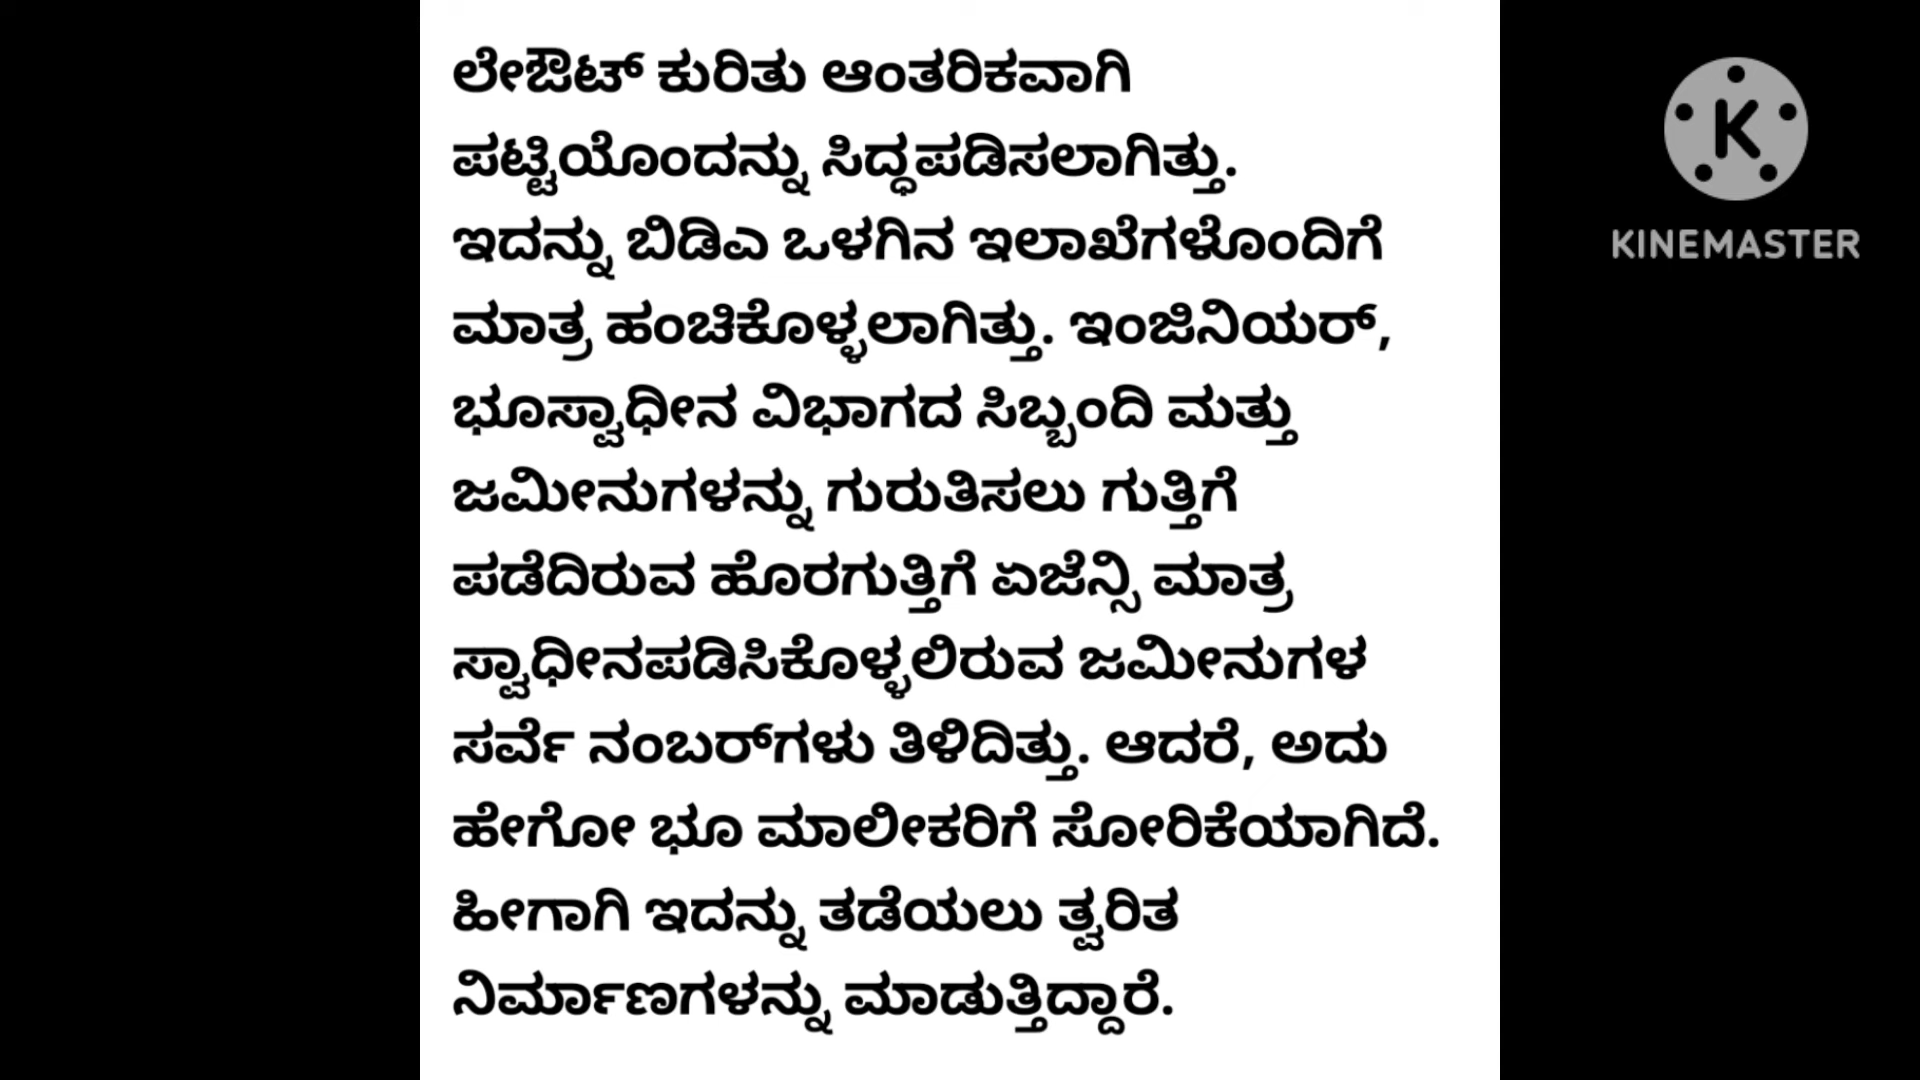 ಲೇಔಟ್ ಕುರಿತು ಆಂತರಿಕವಾಗಿ
ಪಟ್ಟಿಯೊಂದನ್ನು ಸಿದ್ಧಪಡಿಸಲಾಗಿತ್ತು.
ಇದನ್ನು ಬಿಡಿಎ ಒಳಗಿನ ಇಲಾಖೆಗಳೊಂದಿಗೆ
ಮಾತ್ರ ಹಂಚಿಕೊಳ್ಳಲಾಗಿತ್ತು. ಇಂಜಿನಿಯರ್,
ಭೂಸ್ವಾಧೀನ ವಿಭಾಗದ ಸಿಬ್ಬಂದಿ ಮತ್ತು
ಜಮೀನುಗಳನ್ನು ಗುರುತಿಸಲು ಗುತ್ತಿಗೆ
ಪಡೆದಿರುವ ಹೊರಗುತ್ತಿಗೆ ಏಜೆನ್ಸಿ ಮಾತ್ರ
ಸ್ವಾಧೀನಪಡಿಸಿಕೊಳ್ಳಲಿರುವ ಜಮೀನುಗಳ
ಸರ್ವೆ ನಂಬರ್‌ಗಳು ತಿಳಿದಿತ್ತು. ಆದರೆ, ಅದು
ಹೇಗೋ ಭೂ ಮಾಲೀಕರಿಗೆ ಸೋರಿಕೆಯಾಗಿದೆ.
ಹೀಗಾಗಿ ಇದನ್ನು ತಡೆಯಲು ತ್ವರಿತ
ನಿರ್ಮಾಣಗಳನ್ನು ಮಾಡುತ್ತಿದ್ದಾರೆ.
K
KINEMASTER